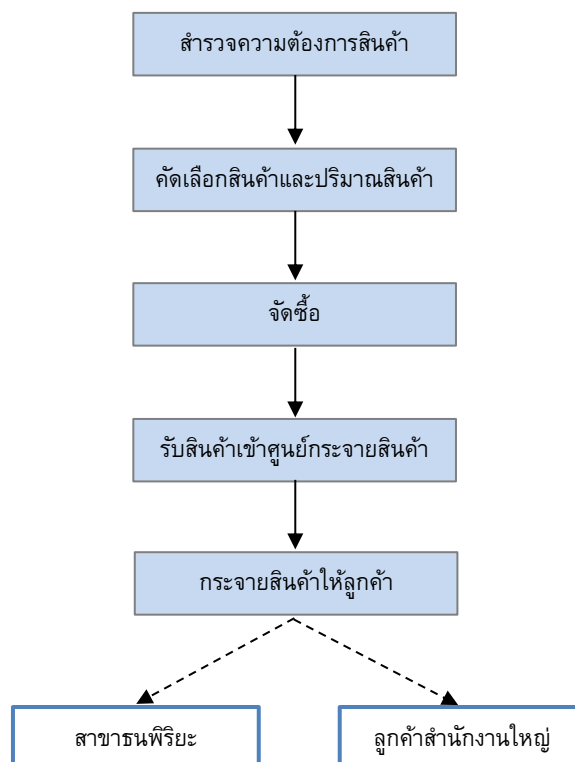 สำรวจความต้องการสินค้า
คัดเลือกสินค้าและปริมาณสินค้า
จัดซื้อ
รับสินค้าเข้าศูนย์กระจายสินค้า
กระจายสินค้าให้ลูกค้า
สาขาธนพิริยะ
ลูกค้าสำนักงานใหญ่